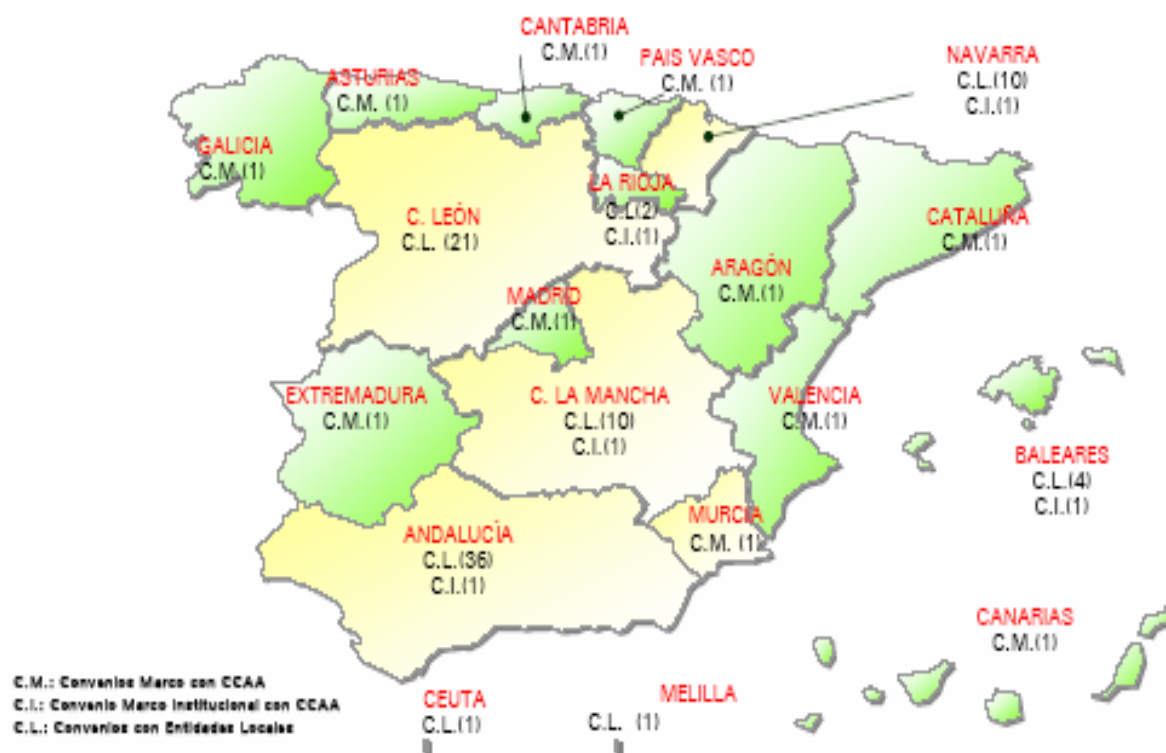 CANTABRIA
C.M.(1)
PAIS VASCO
C.M. (1)
NAVARRA
C.L.(10)
C.I.(1)
ASTURIAS
C.M. (1)
GALICIA
C.M.(1)
LA RIOJA
C.L(2)
C.I.(1)
C. LEÓN
C.L. (21)
CATALUÑA
C.M.(1)
ARAGÓN
C.M.(1)
MADRID
C.M.(1)
EXTREMADURA
C.M.(1)
C. LA MANCHA
C.L.(10)
C.I.(1)
VALENCIA
C.M.(1)
BALEARES
C.L.(4)
C.I.(1)
MURCIA
C.M. (1)
ANDALUCÌA
C.L.(36)
C.I.(1)
CANARIAS
C.M.(1)
C.M.: Convenios Marco con CCAA
C.I.: Convenio Marco Institucional con CCAA
C.L.: Convenios con Entidades Locales
CEUTA
C.L.(1)
MELILLA
C.L. (1)